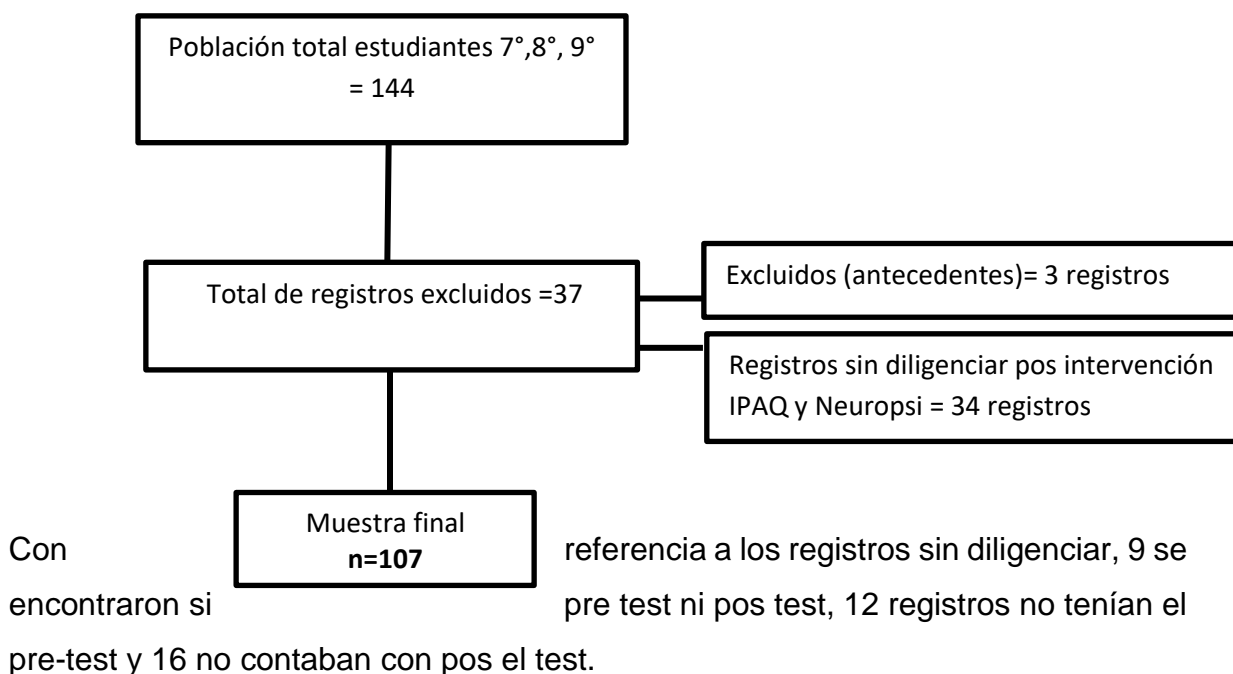 Población total estudiantes 7°,8°, 9°
= 144
Total de registros excluidos =37
Excluidos (antecedentes)= 3 registros
Registros sin diligenciar pos intervención
IPAQ y Neuropsi = 34 registros
Muestra final
n=107
Con referencia a los registros sin diligenciar, 9 se
encontraron si pre test ni pos test, 12 registros no tenían el
pre-test y 16 no contaban con pos el test.